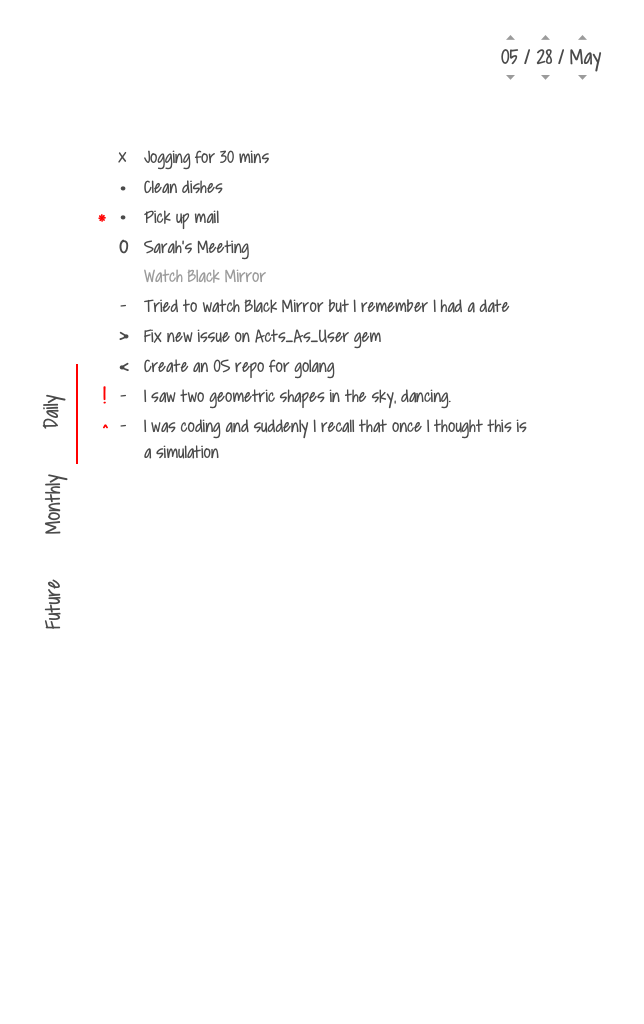 05 / 28 / May
x Jogging for 30 mins
• Clean dishes
* • Pick up mail
O Sarah's Meeting
Watch Black Mirror
- Tried to watch Black Mirror but I remember I had a date
> Fix new issue on Acts_As_User gem
< Create an OS repo for golang
! - I saw two geometric shapes in the sky, dancing.
^ - I was coding and suddenly I recall that once I thought this is
a simulation
Daily
Monthly
Future